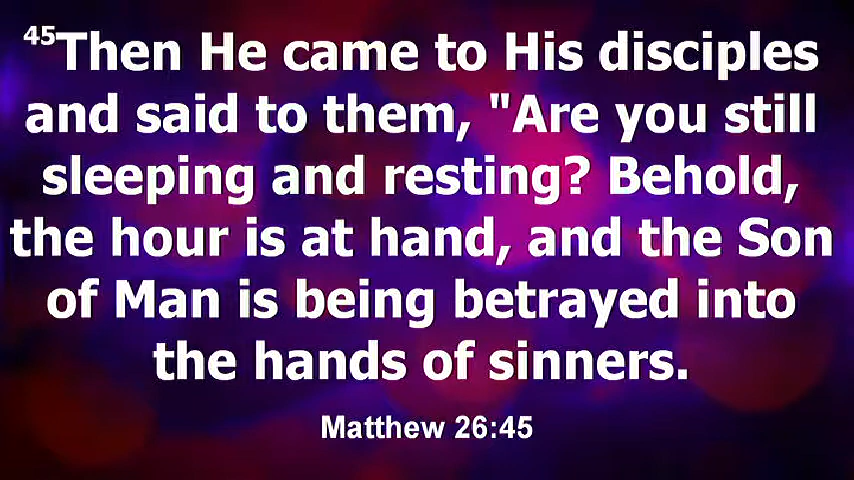 45Then He came to His disciples
and said to them, "Are you still
sleeping and resting? Behold,
the hour is at hand, and the Son
of Man is being betrayed into
the hands of sinners.
Matthew 26:45